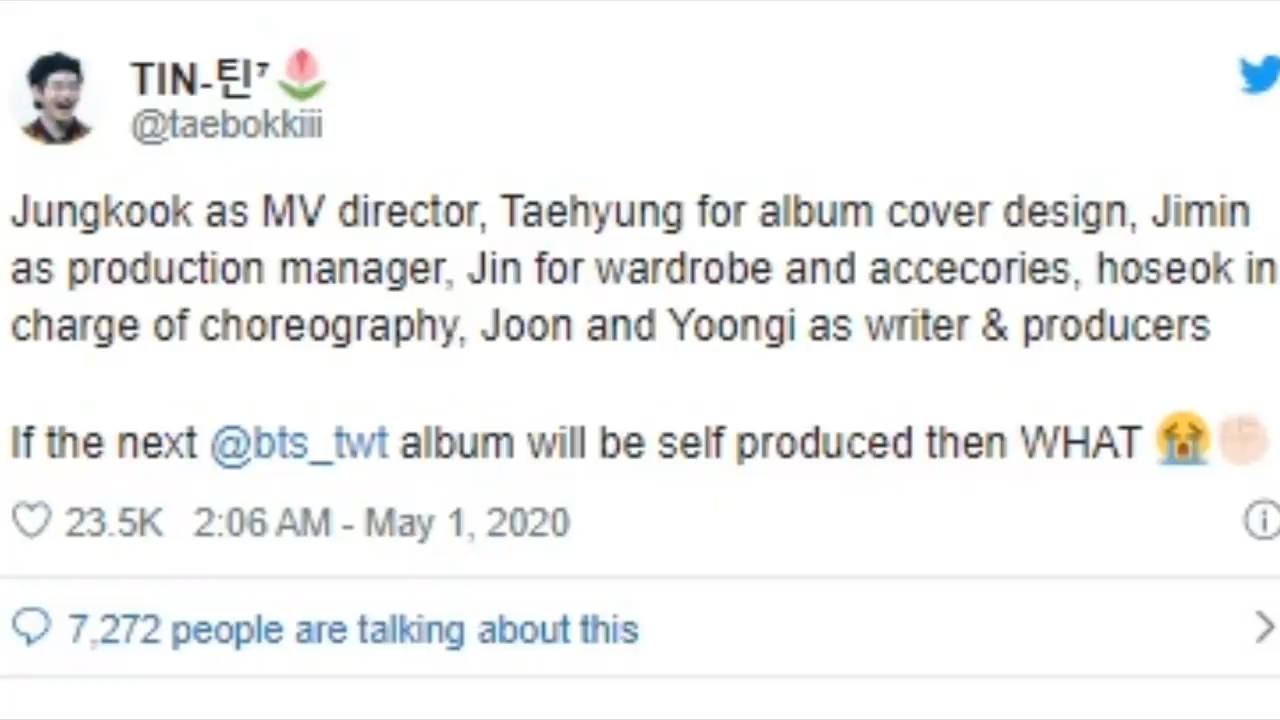 TIN-틴⁷🌷
@taebokkiii
Jungkook as MV director, Taehyung for album cover design, Jimin
as production manager, Jin for wardrobe and accecories, hoseok in
charge of choreography, Joon and Yoongi as writer & producers
If the next @bts_twt album will be self produced then WHAT 😭✊🏻
23.5K 2:06 AM - May 1, 2020
7,272 people are talking about this